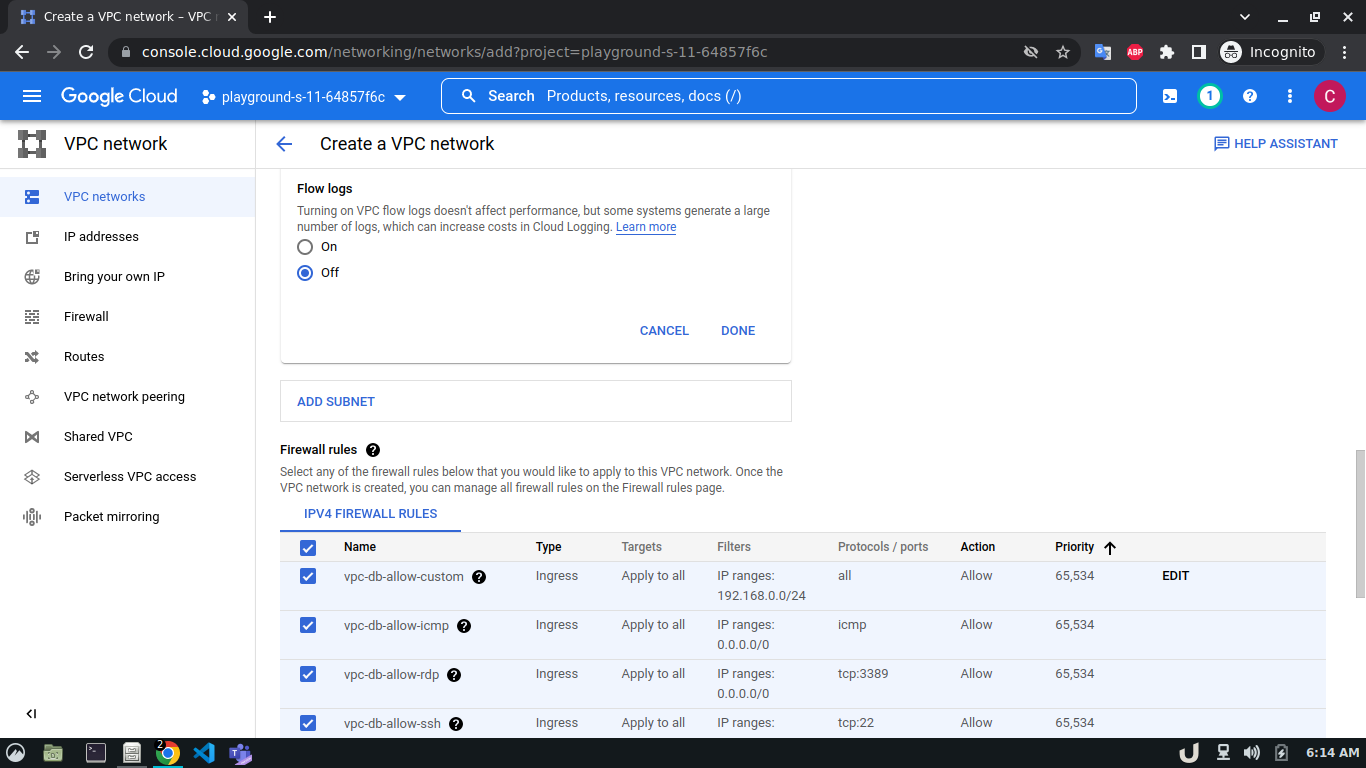 Create a VPC network – VPC n
console.cloud.google.com/networking/networks/add?project=playground-s-11-64857f6c
ABP
Incognito
Google Cloud
playground-s-11-64857f6c
Search Products, resources, docs (/)
1
C
VPC network
Create a VPC network
HELP ASSISTANT
VPC networks
IP addresses
Bring your own IP
Firewall
Routes
VPC network peering
Shared VPC
Serverless VPC access
Packet mirroring
Flow logs
Turning on VPC flow logs doesn't affect performance, but some systems generate a large
number of logs, which can increase costs in Cloud Logging. Learn more
On
Off
CANCEL DONE
ADD SUBNET
Firewall rules
Select any of the firewall rules below that you would like to apply to this VPC network. Once the
VPC network is created, you can manage all firewall rules on the Firewall rules page.
IPV4 FIREWALL RULES
Name Type Targets Filters Protocols / ports Action Priority
vpc-db-allow-custom Ingress Apply to all IP ranges: all Allow 65,534 EDIT
192.168.0.0/24
vpc-db-allow-icmp Ingress Apply to all IP ranges: icmp Allow 65,534
0.0.0.0/0
vpc-db-allow-rdp Ingress Apply to all IP ranges: tcp:3389 Allow 65,534
0.0.0.0/0
vpc-db-allow-ssh Ingress Apply to all IP ranges: tcp:22 Allow 65,534
2
6:14 AM